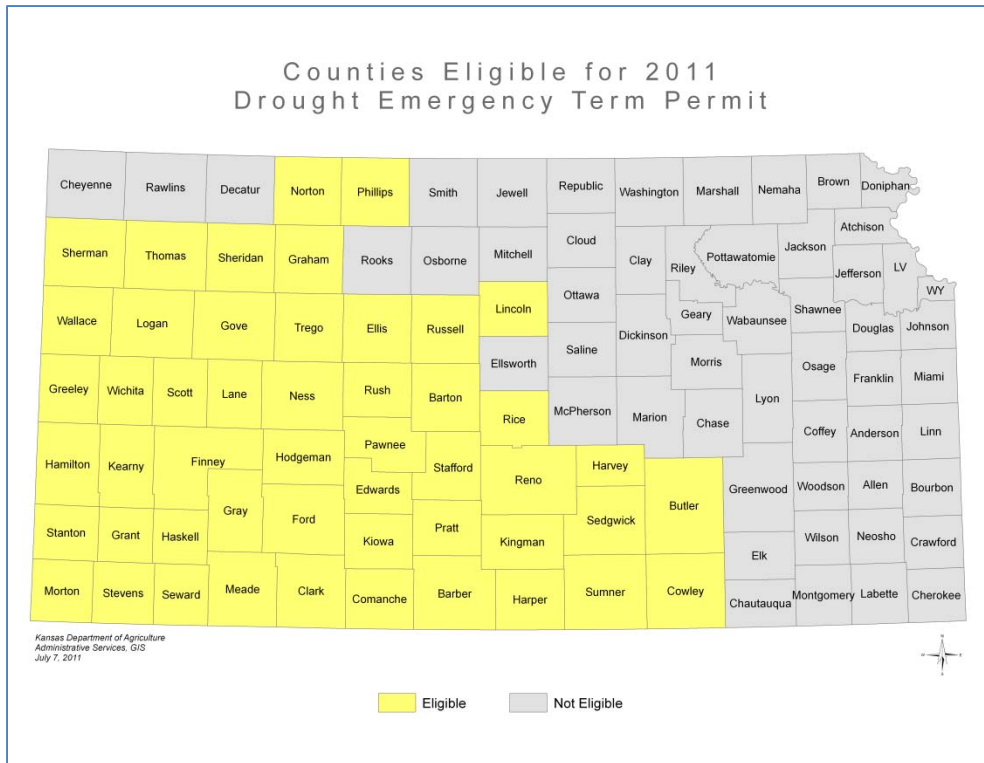 Counties Eligible for 2011
Drought Emergency Term Permit
Cheyenne Rawlins Decatur Norton Phillips Smith Jewell Republic Washington Marshall Nemaha Brown Doniphan
Atchison
Sherman Thomas Sheridan Graham Rooks Osborne Mitchell Cloud Clay Riley Pottawatomie Jackson Jefferson LV
WY
Wallace Logan Gove Trego Ellis Russell Lincoln Ottawa Dickinson Geary Wabaunsee Shawnee Douglas Johnson
Ellsworth Saline Morris Osage Franklin Miami
Greeley Wichita Scott Lane Ness Rush Barton Rice McPherson Marion Chase Lyon Coffey Anderson Linn
Hamilton Kearny Finney Hodgeman Pawnee Stafford Reno Harvey
Edwards Butler Greenwood Woodson Allen Bourbon
Gray Ford Sedgwick
Stanton Grant Haskell Kiowa Pratt Kingman Elk Wilson Neosho Crawford
Morton Stevens Seward Meade Clark Comanche Barber Harper Sumner Cowley Chautauqua Montgomery Labette Cherokee
Kansas Department of Agriculture
Administrative Services, GIS
July 7, 2011
N
W E
S
Eligible Not Eligible